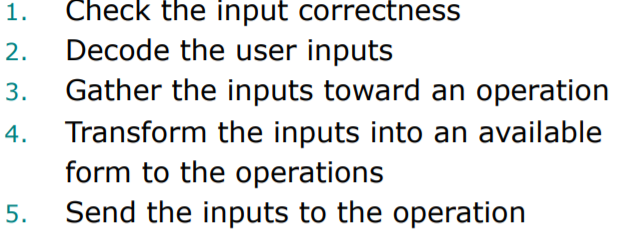 1. Check the input correctness
2. Decode the user inputs
3. Gather the inputs toward an operation
4. Transform the inputs into an available
form to the operations
5. Send the inputs to the operation